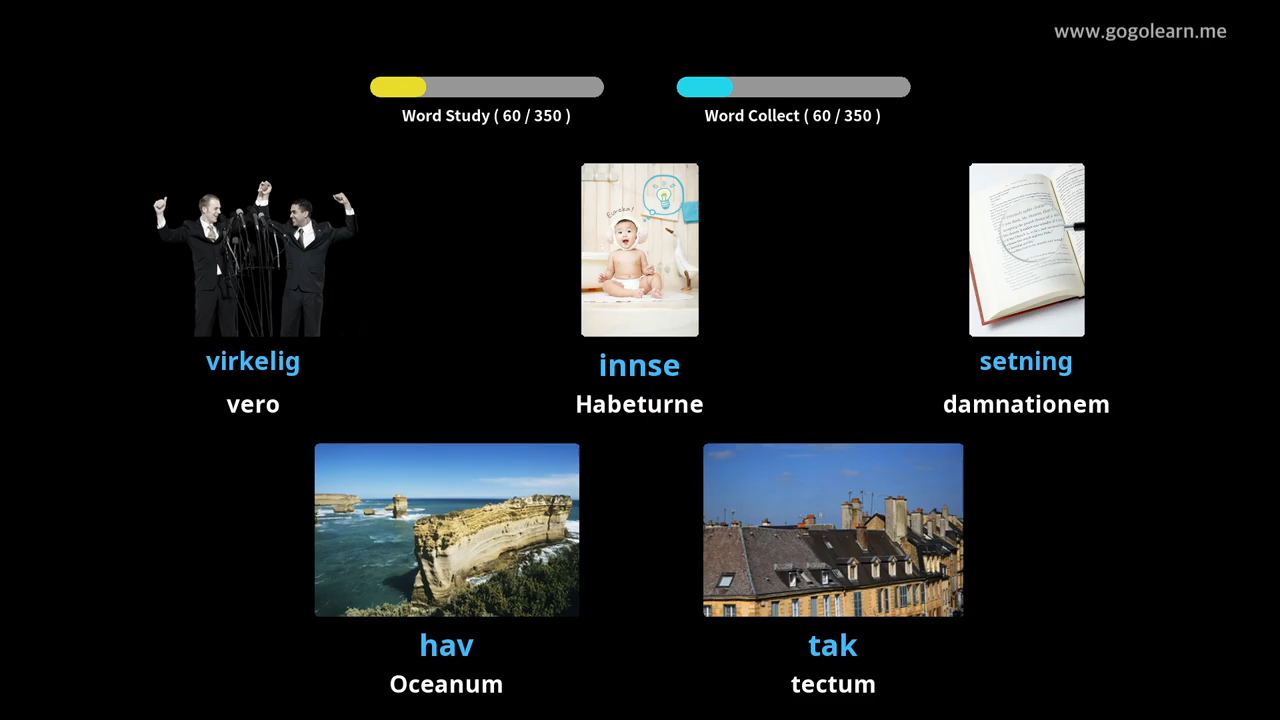 www.gogolearn.me
Word Study ( 60 / 350 )
Word Collect ( 60 / 350 )
Eureka!
virkelig
vero
innse
Habeturne
setning
damnationem
hav
Oceanum
tak
tectum